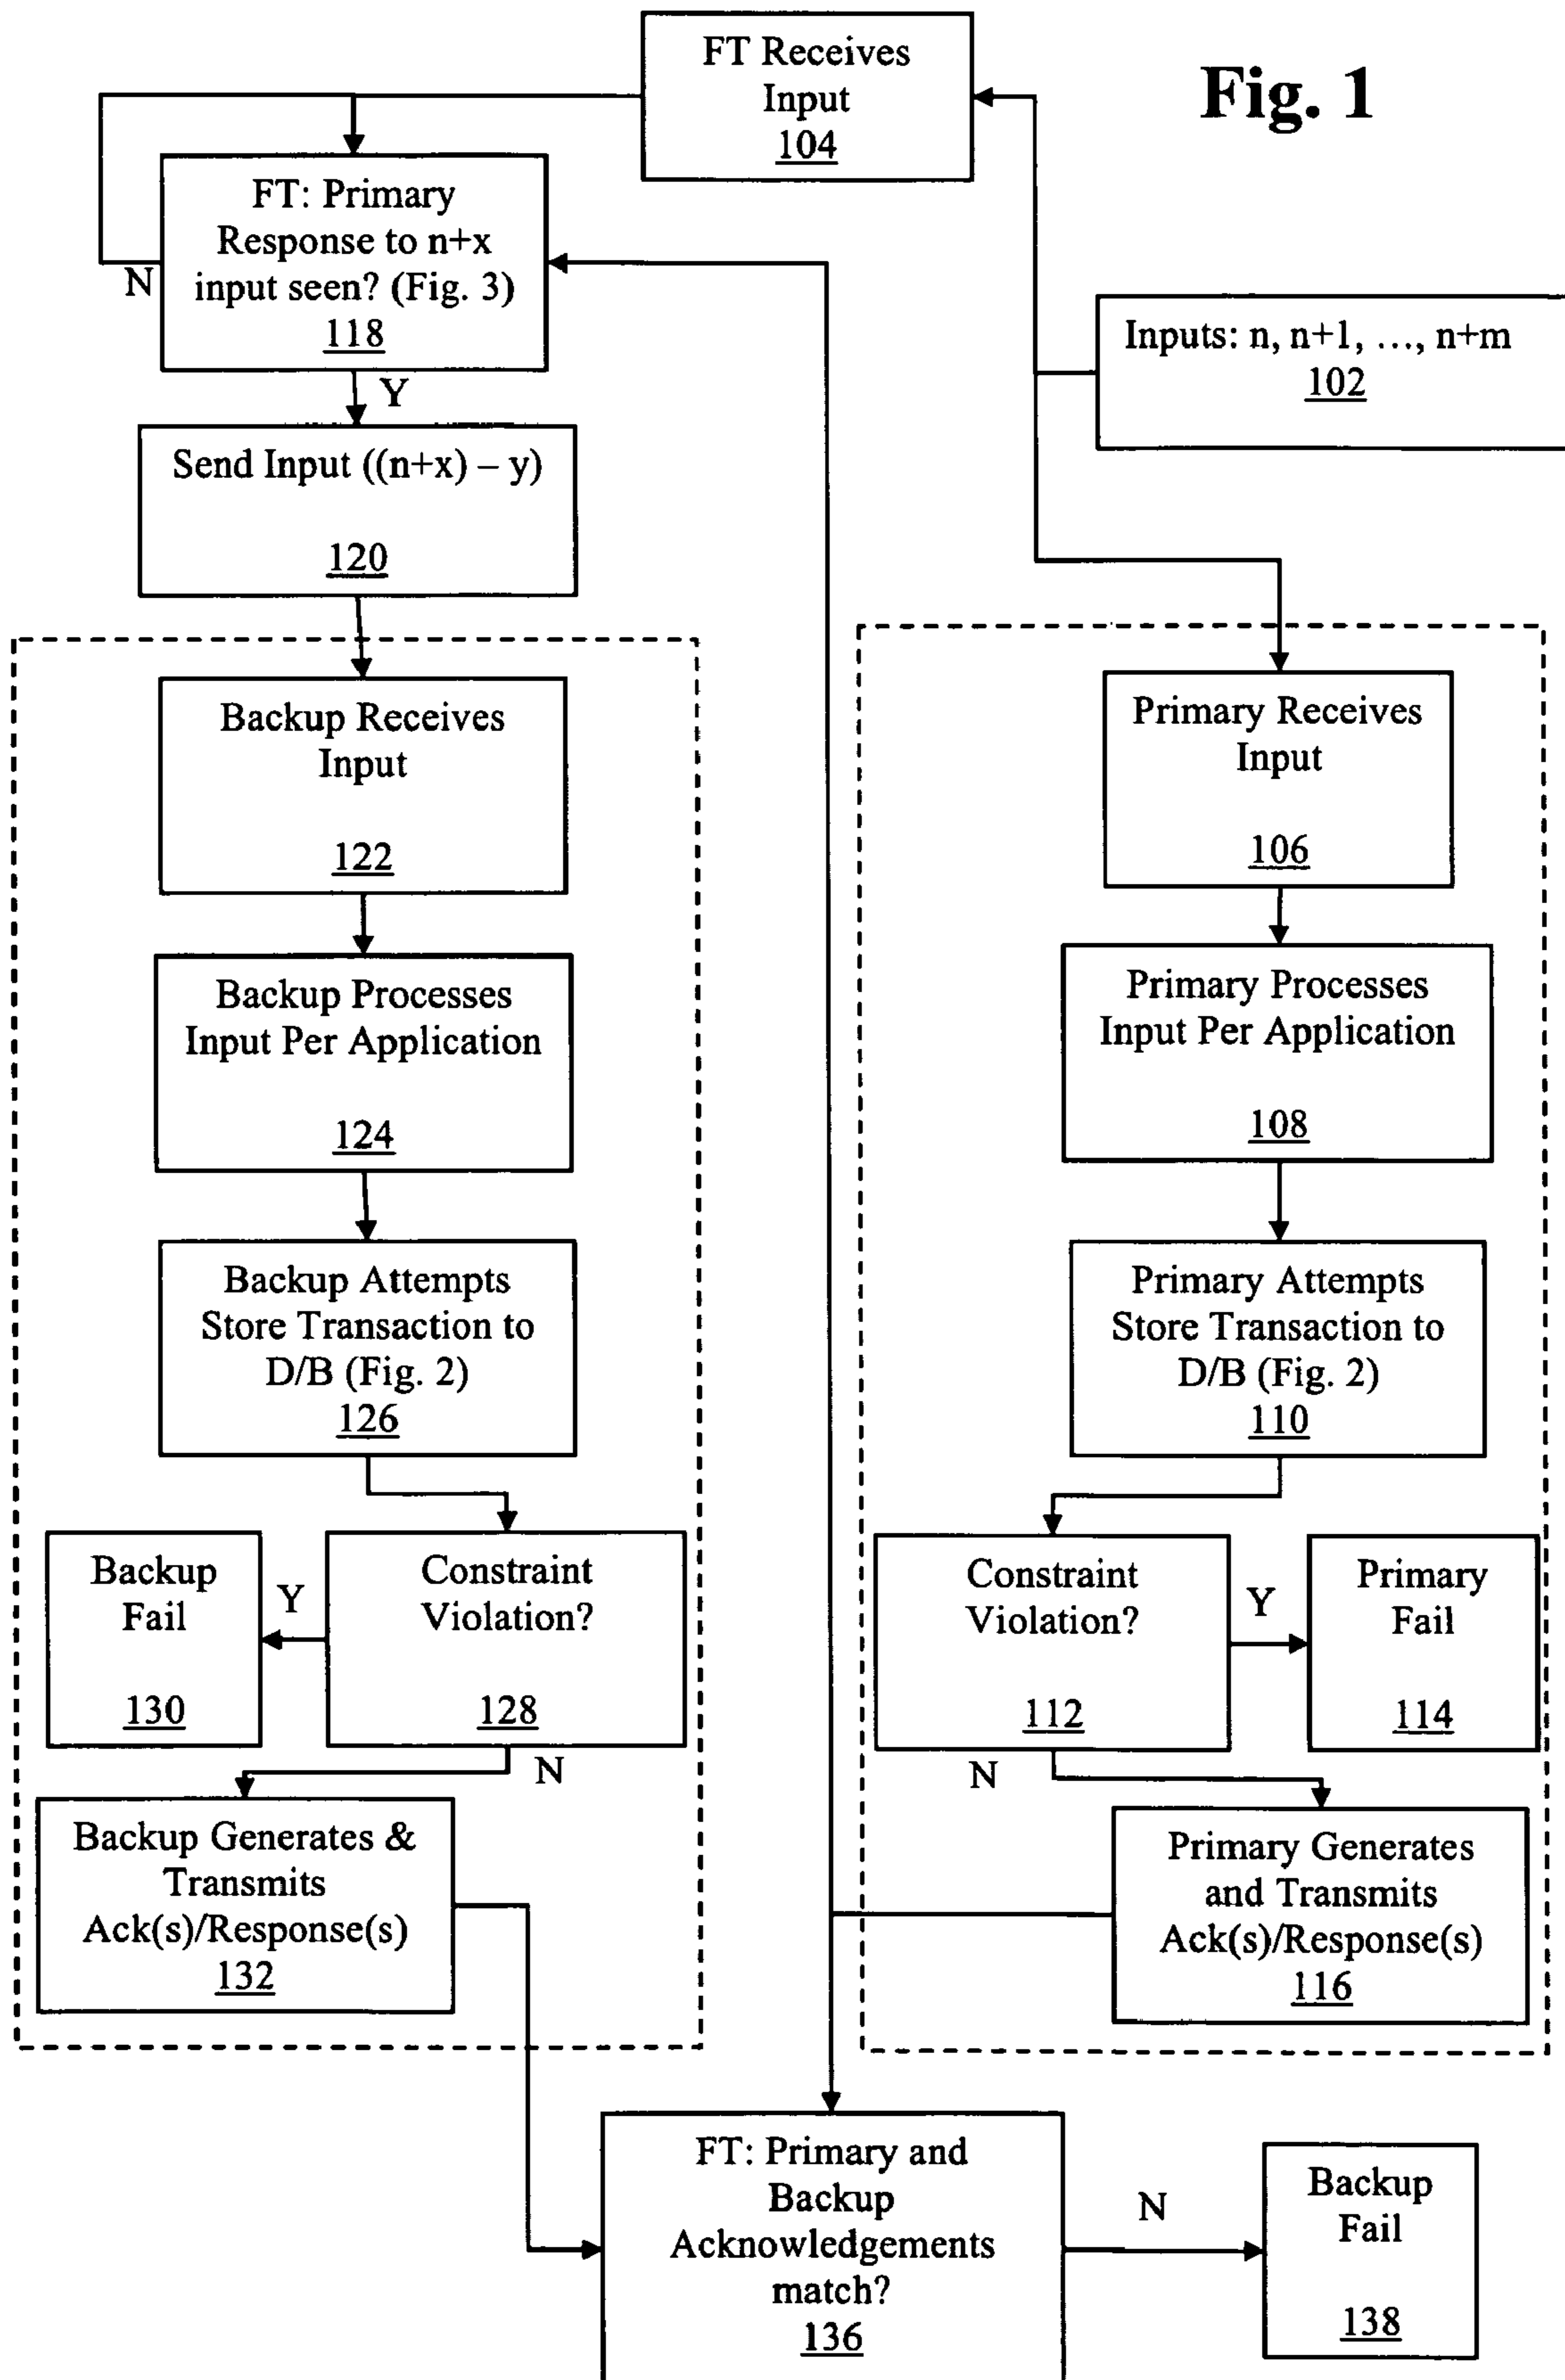 Fig. 1
FT Receives
Input
104
FT: Primary
Response to n+x
input seen? (Fig. 3)
118
N
Y
Inputs: n, n+1, ..., n+m
102
Send Input ((n+x) – y)
120
Backup Receives
Input
122
Primary Receives
Input
106
Backup Processes
Input Per Application
124
Primary Processes
Input Per Application
108
Backup Attempts
Store Transaction to
D/B (Fig. 2)
126
Primary Attempts
Store Transaction to
D/B (Fig. 2)
110
Backup
Fail
130
Y
Constraint
Violation?
128
N
Constraint
Violation?
112
Y
Primary
Fail
114
N
Backup Generates &
Transmits
Ack(s)/Response(s)
132
Primary Generates
and Transmits
Ack(s)/Response(s)
116
FT: Primary and
Backup
Acknowledgements
match?
136
N
Backup
Fail
138